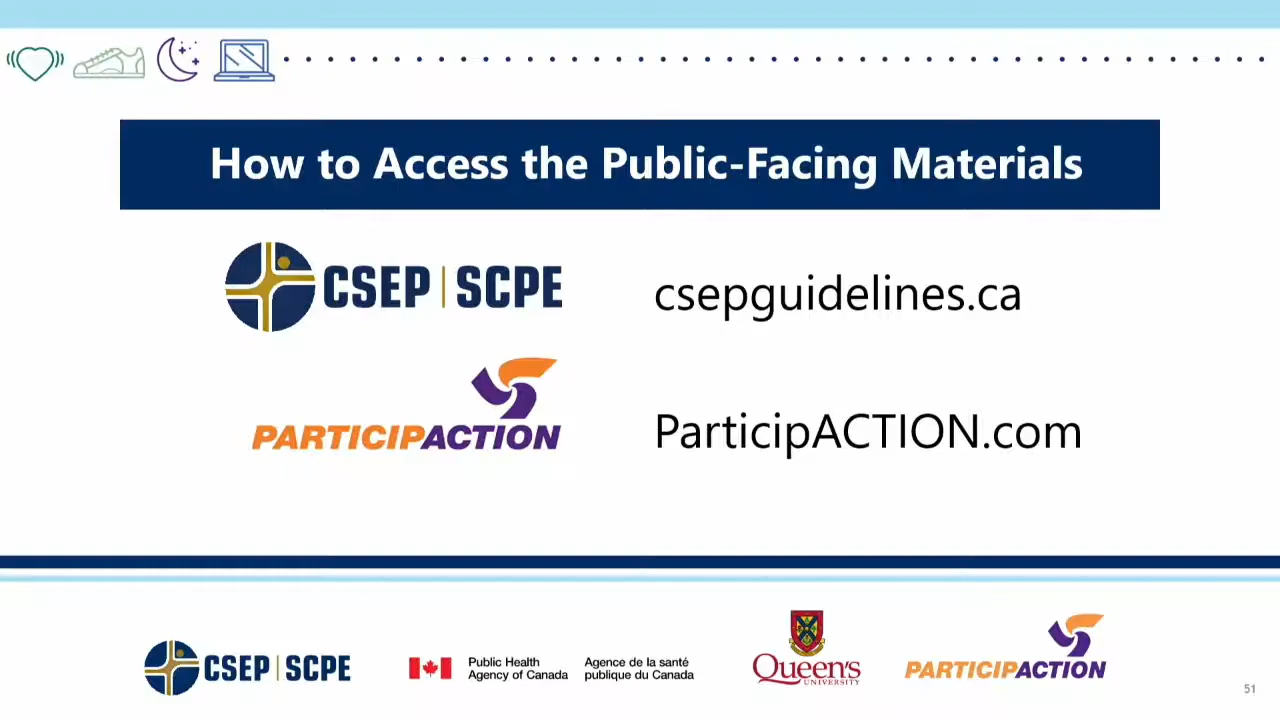 How to Access the Public-Facing Materials
CSEP | SCPE
csepguidelines.ca
PARTICIPACTION
ParticipACTION.com
CSEP | SCPE
Public Health
Agency of Canada
Agence de la santé
publique du Canada
Queen's
UNIVERSITY
PARTICIPACTION
51